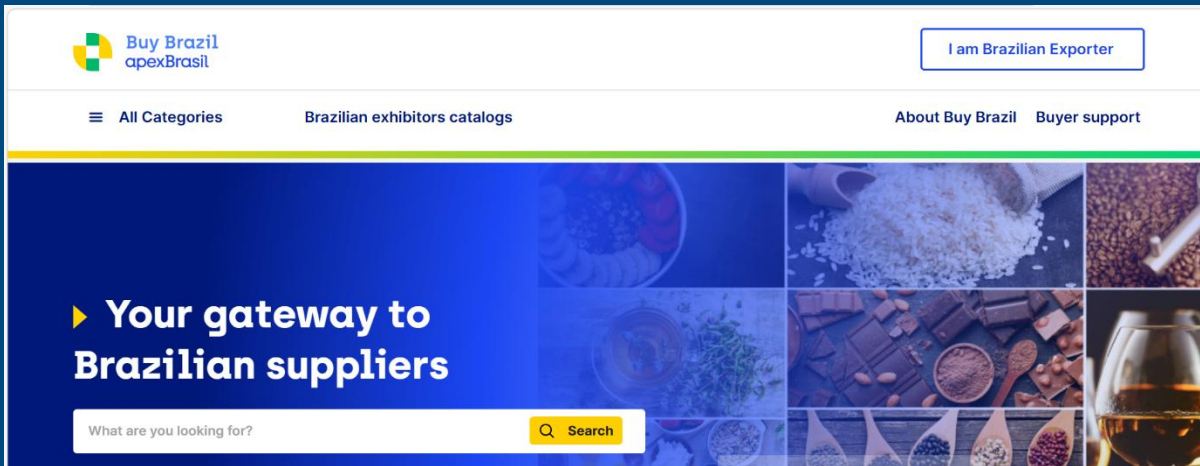 Buy Brazil
apexBrasil
I am Brazilian Exporter
All Categories
Brazilian exhibitors catalogs
About Buy Brazil
Buyer support
Your gateway to
Brazilian suppliers
What are you looking for?
Search